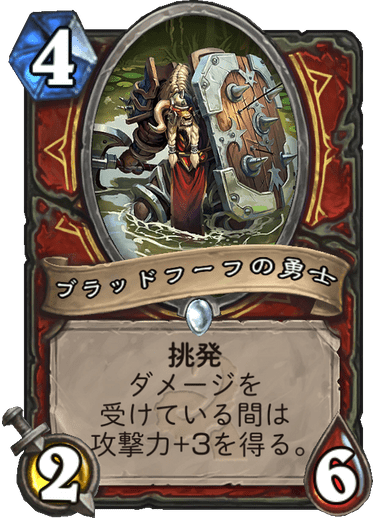 4
ブラッドフーフの勇士
挑発
ダメージを
受けている間は
攻撃力+3を得る。
2
6